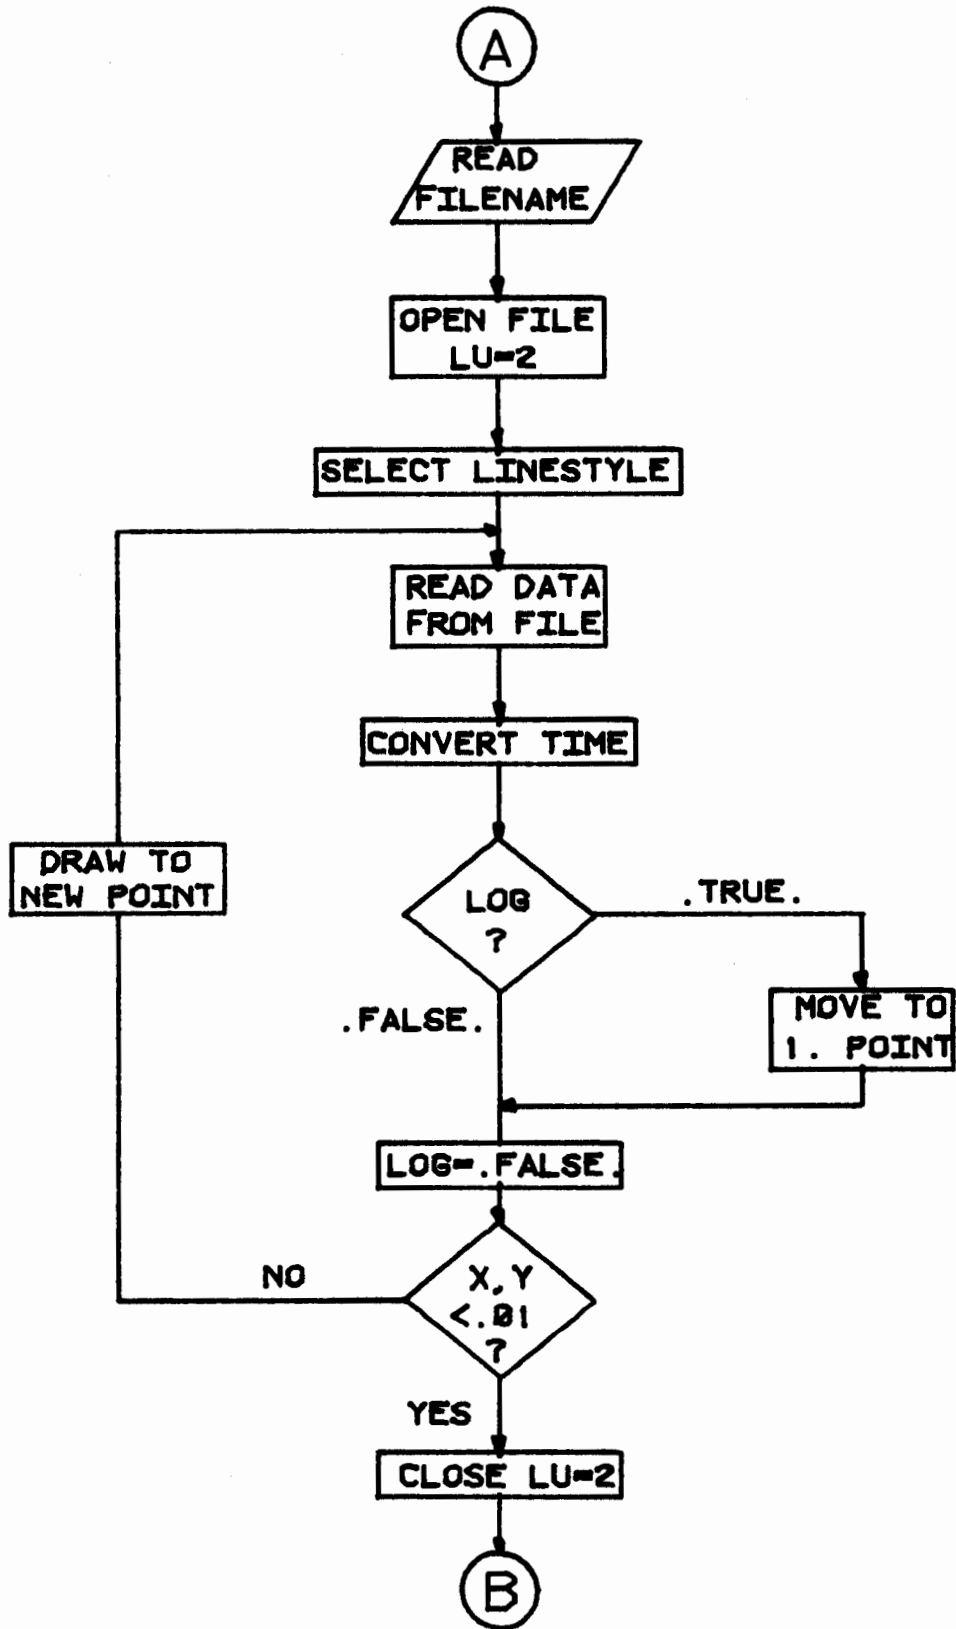 A
READ
FILENAME
OPEN FILE
LU=2
SELECT LINESTYLE
READ DATA
FROM FILE
CONVERT TIME
DRAW TO
NEW POINT
LOG
?
.TRUE.
.FALSE.
MOVE TO
1. POINT
LOG=.FALSE.
NO
X,Y
<.01
?
YES
CLOSE LU=2
B